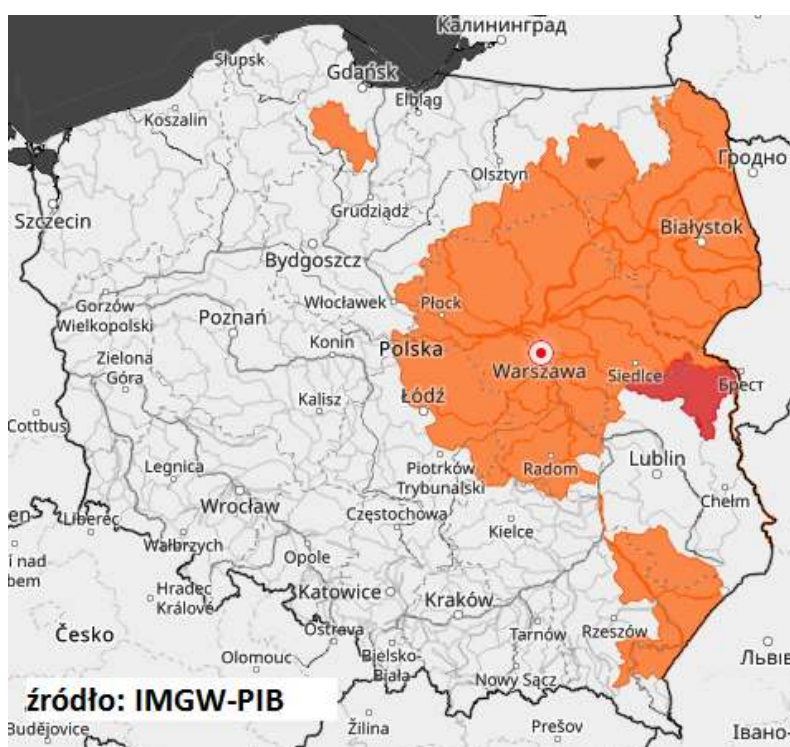 Калининград
Słupsk
Gdańsk
Elbląg
Koszalin
Гродно
Olsztyn
Szczecin
Grudziądz
Białystok
Bydgoszcz
Gorzów
Wielkopolski
Włocławek
Płock
Poznań
Konin
Polska
Warszawa
Siedlce
Брест
Zielona
Góra
Kalisz
Łódź
Cottbus
Piotrków
Trybunalski
Radom
Lublin
Legnica
Chełm
Wrocław
Częstochowa
Kielce
en
Liberec
Wałbrzych
Opole
í nad
bem
Hradec
Králové
Katowice
Kraków
Tarnów
Rzeszów
Česko
Ostrava
Львів
Olomouc
Bielsko-
Biała
Nowy Sącz
źródło: IMGW-PIB
Budějovice
Žilina
Prešov
Івано-